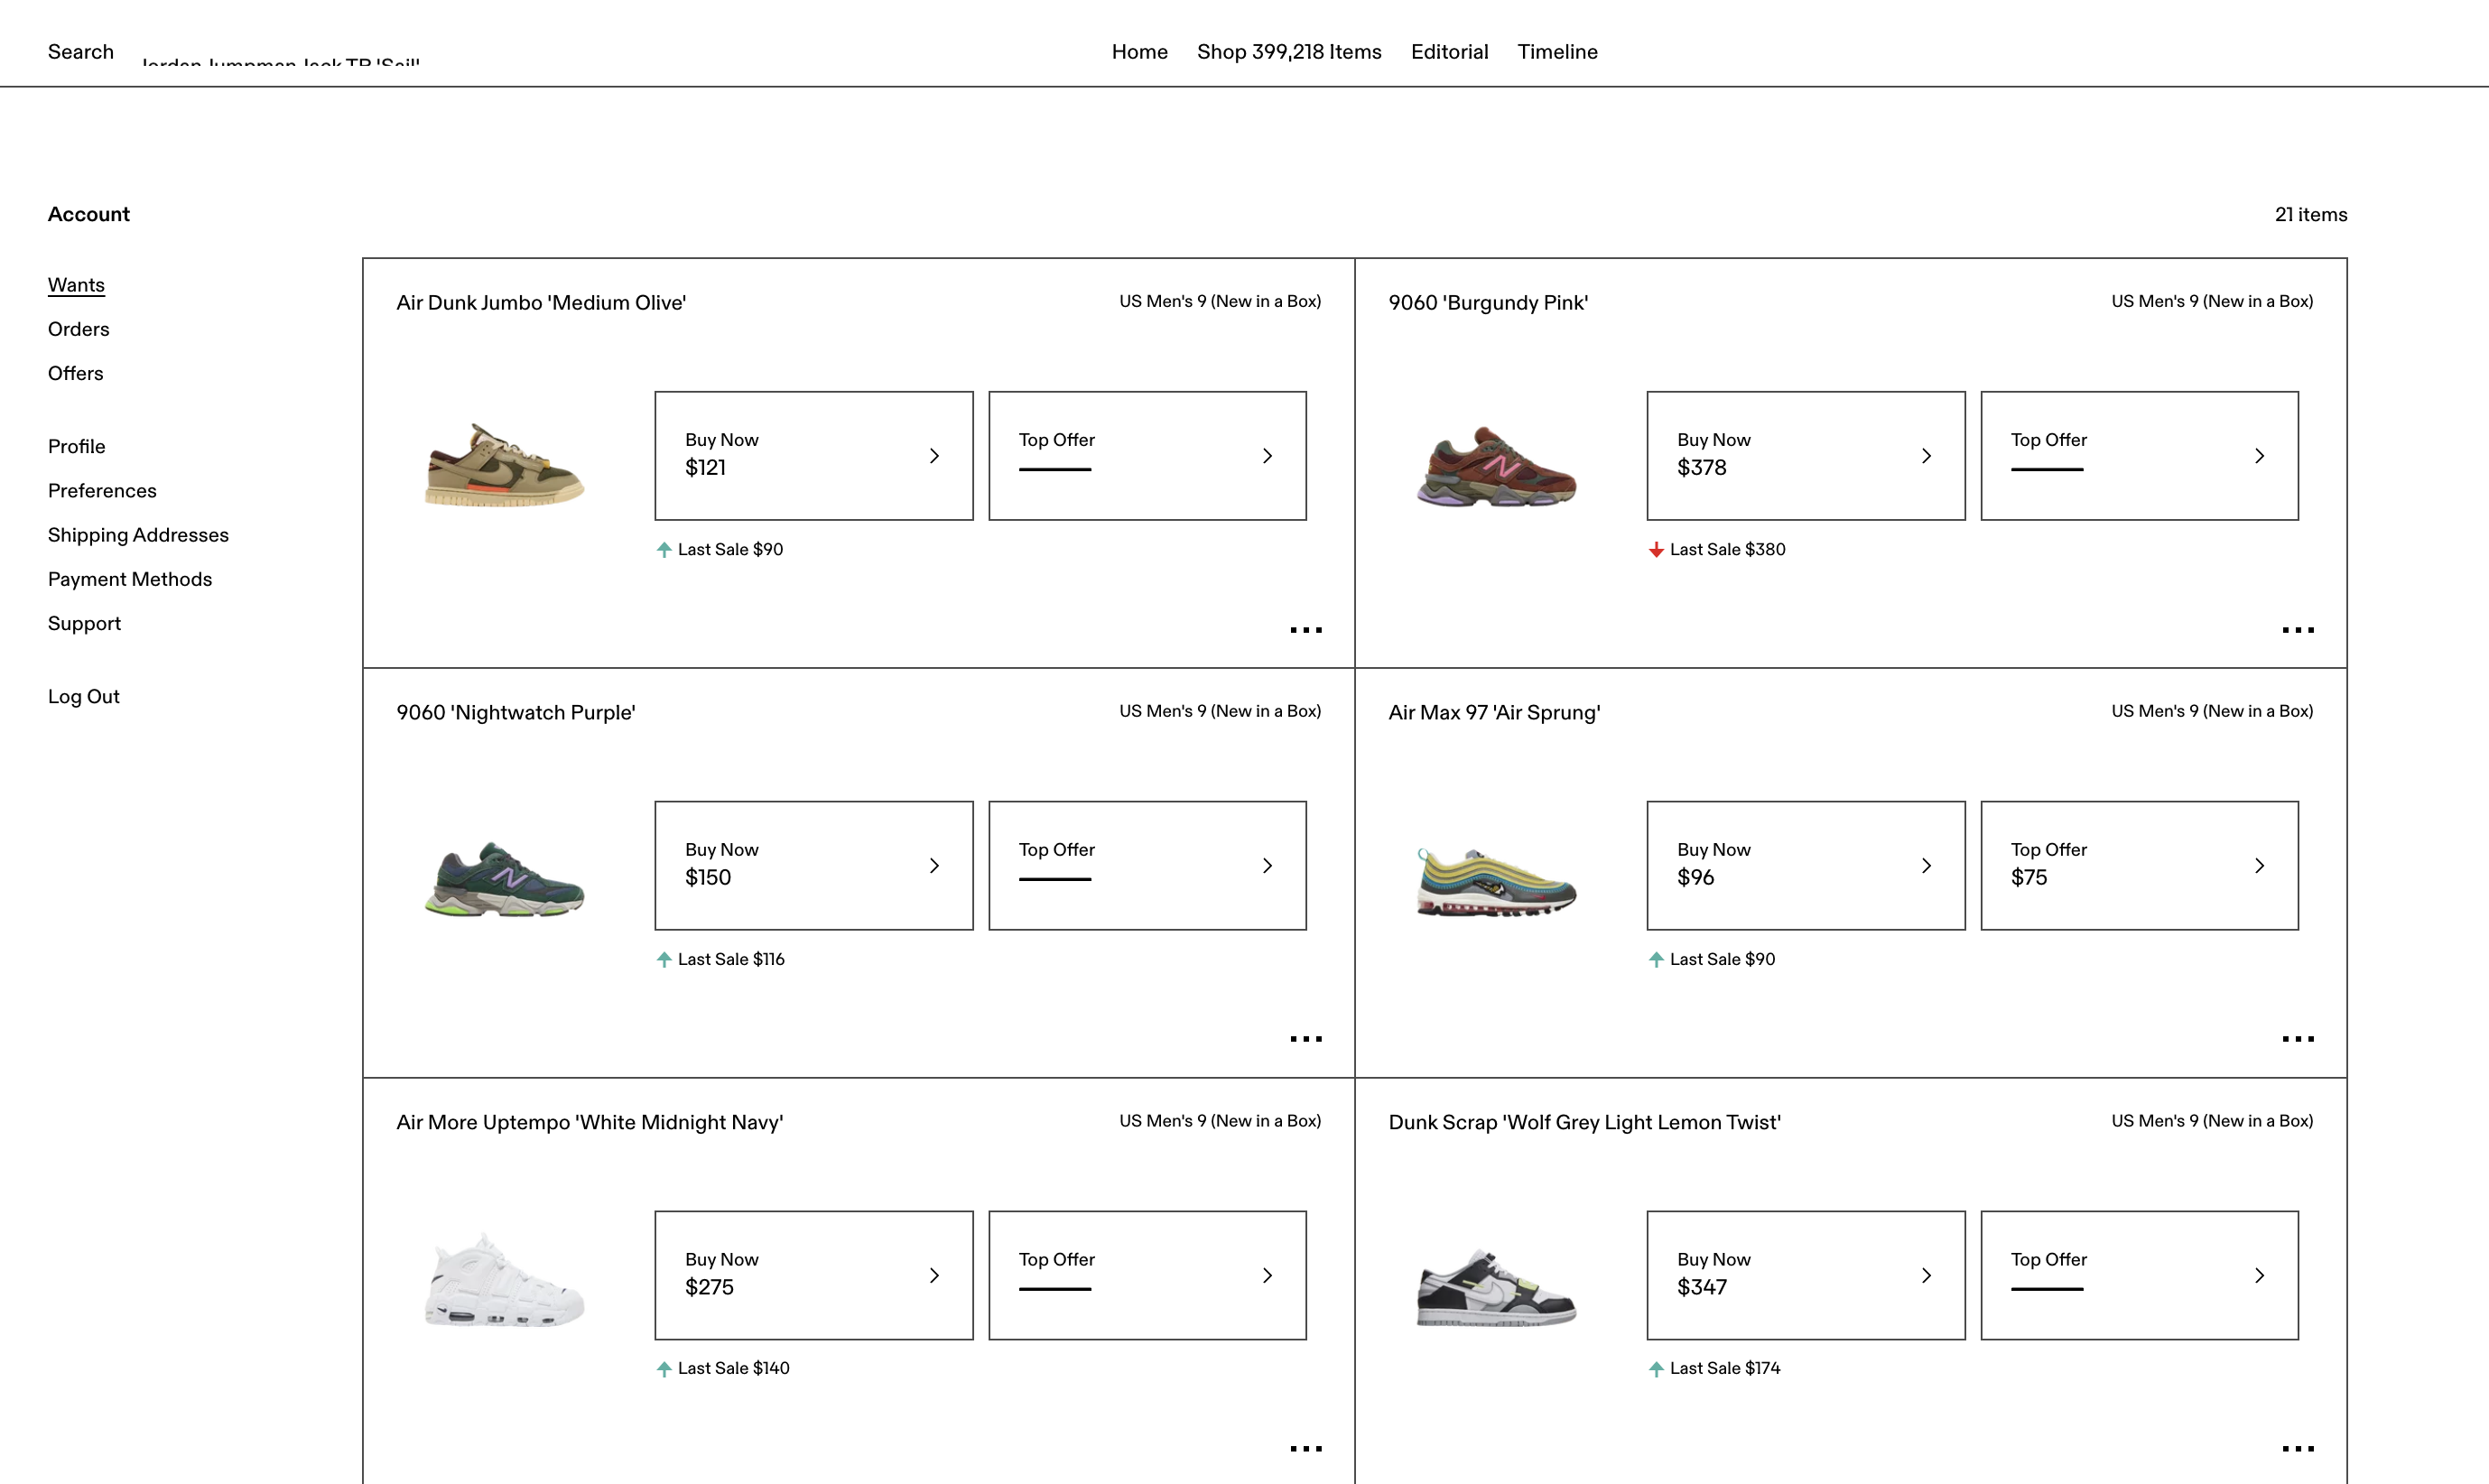 Search
Jordan Jumpman Jack TR 'Sail'
Home Shop 399,218 Items Editorial Timeline
Account
21 items
Wants
Orders
Offers
Profile
Preferences
Shipping Addresses
Payment Methods
Support
Log Out
Air Dunk Jumbo 'Medium Olive'
US Men's 9 (New in a Box)
Buy Now
$121
Top Offer
Last Sale $90
9060 'Burgundy Pink'
US Men's 9 (New in a Box)
Buy Now
$378
Top Offer
Last Sale $380
9060 'Nightwatch Purple'
US Men's 9 (New in a Box)
Buy Now
$150
Top Offer
Last Sale $116
Air Max 97 'Air Sprung'
US Men's 9 (New in a Box)
Buy Now
$96
Top Offer
$75
Last Sale $90
Air More Uptempo 'White Midnight Navy'
US Men's 9 (New in a Box)
Buy Now
$275
Top Offer
Last Sale $140
Dunk Scrap 'Wolf Grey Light Lemon Twist'
US Men's 9 (New in a Box)
Buy Now
$347
Top Offer
Last Sale $174